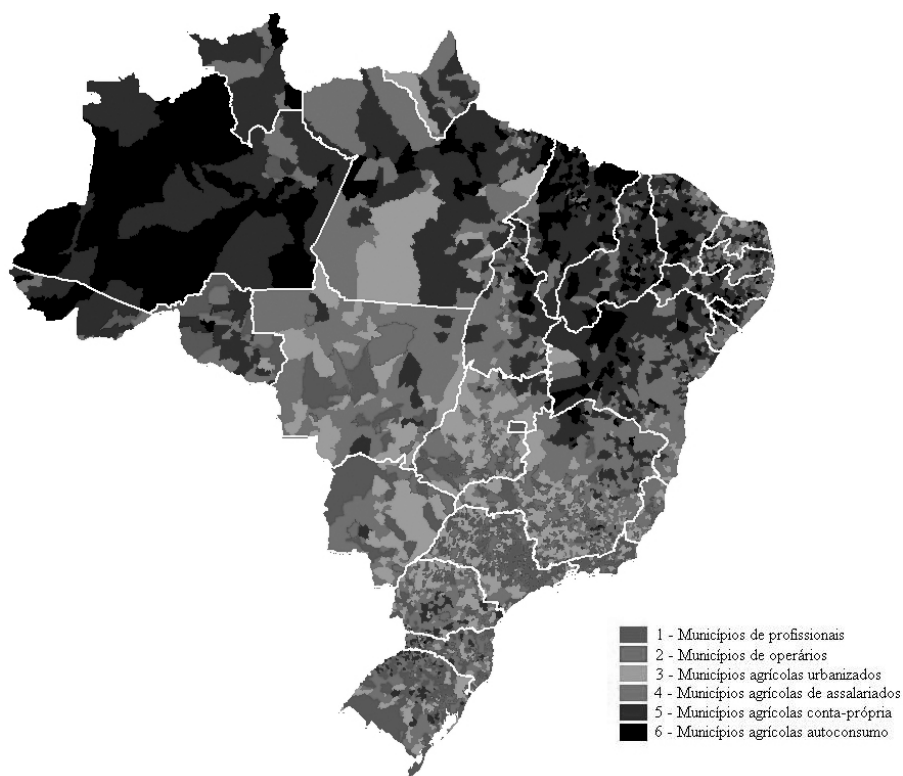 1 - Municípios de profissionais
2 - Municípios de operários
3 - Municípios agrícolas urbanizados
4 - Municípios agrícolas de assalariados
5 - Municípios agrícolas conta-própria
6 - Municípios agrícolas autoconsumo